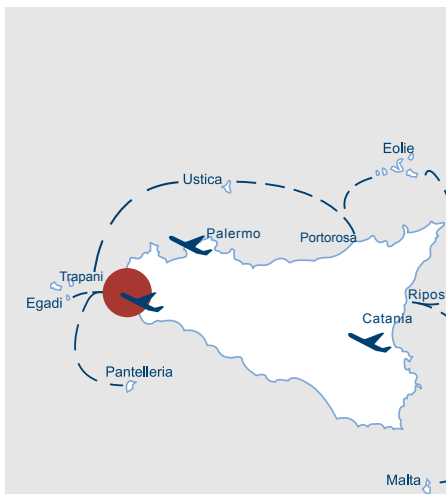 Eolie
Ustica
Palermo
Portorosa
Trapani
Egadi
Ripos
Catania
Pantelleria
Malta